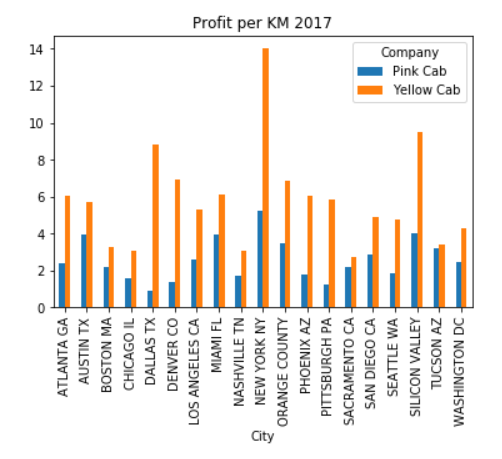 Profit per KM 2017
Company
Pink Cab
Yellow Cab
14
12
10
8
6
4
2
0
ATLANTA GA
AUSTIN TX
BOSTON MA
CHICAGO IL
DALLAS TX
DENVER CO
LOS ANGELES CA
MIAMI FL
NASHVILLE TN
NEW YORK NY
ORANGE COUNTY
PHOENIX AZ
PITTSBURGH PA
SACRAMENTO CA
SAN DIEGO CA
SEATTLE WA
SILICON VALLEY
TUCSON AZ
WASHINGTON DC
City